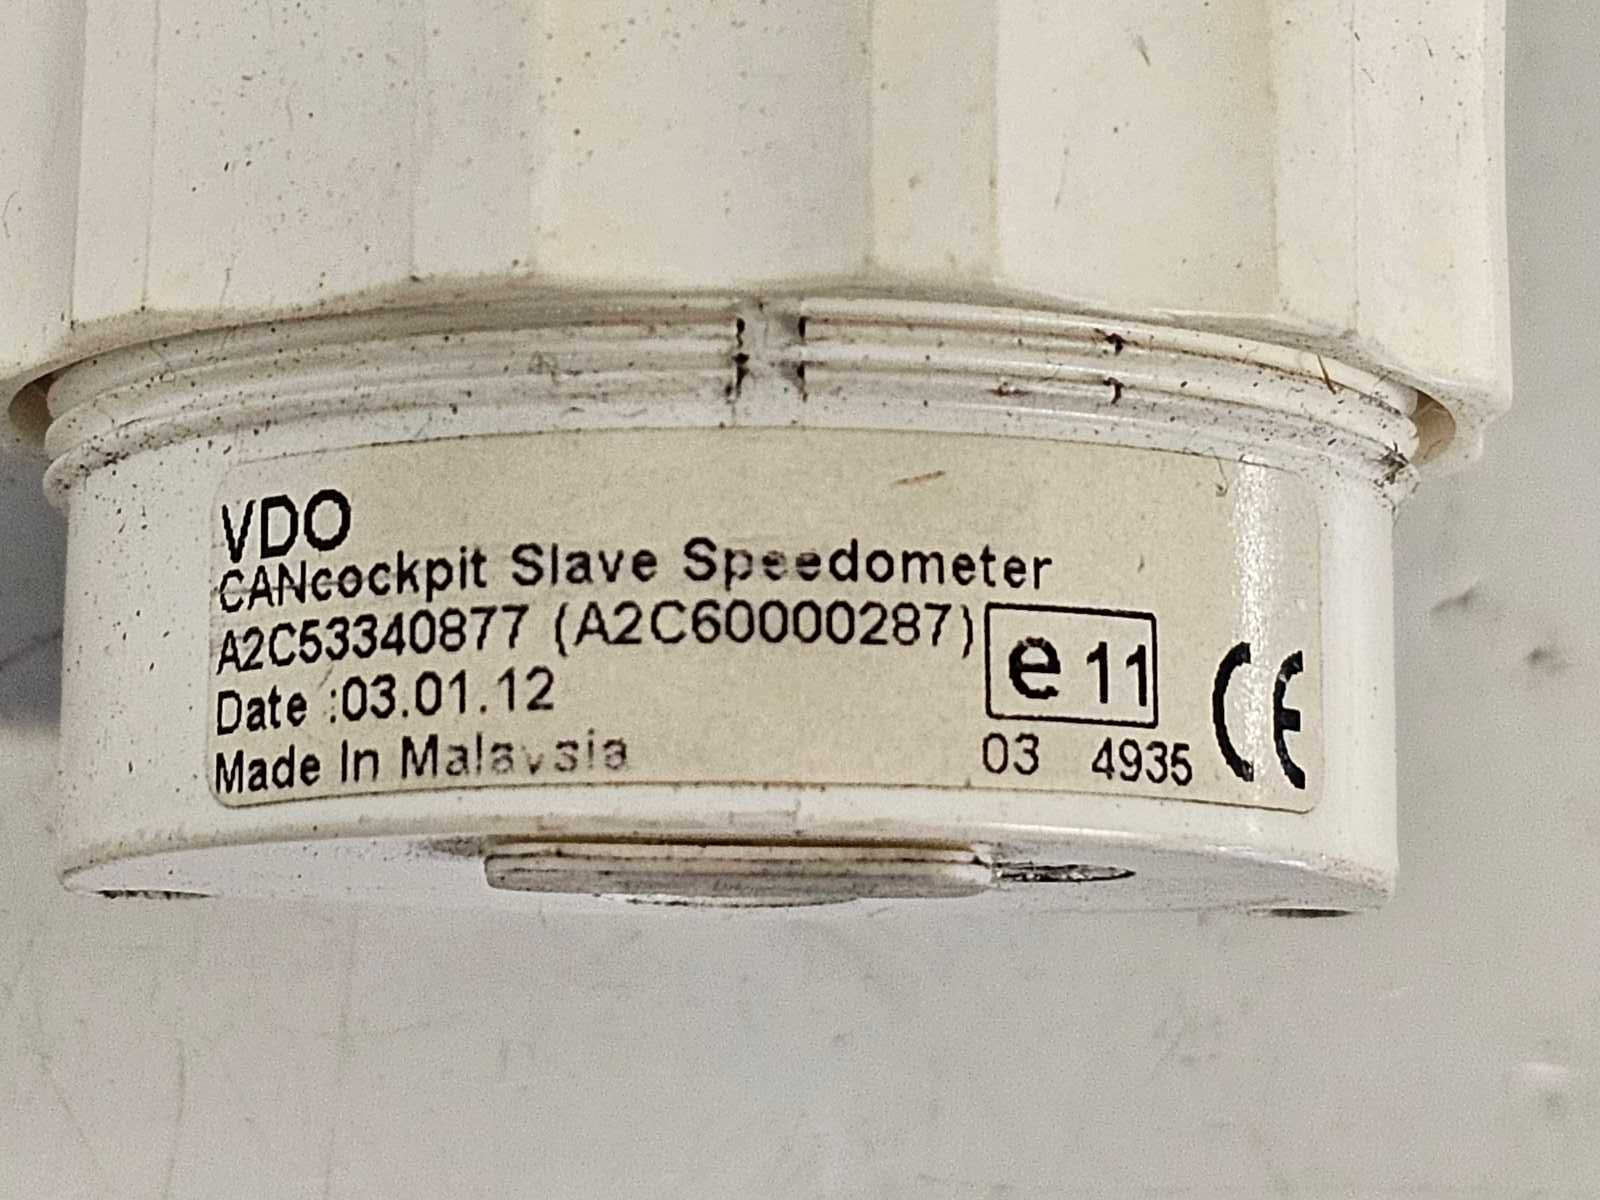 VDO
CANcockpit Slave Speedometer
A2C53340877 (A2C60000287)
e 11
Date :03.01.12
Made In Malaysia
03 4935
CE